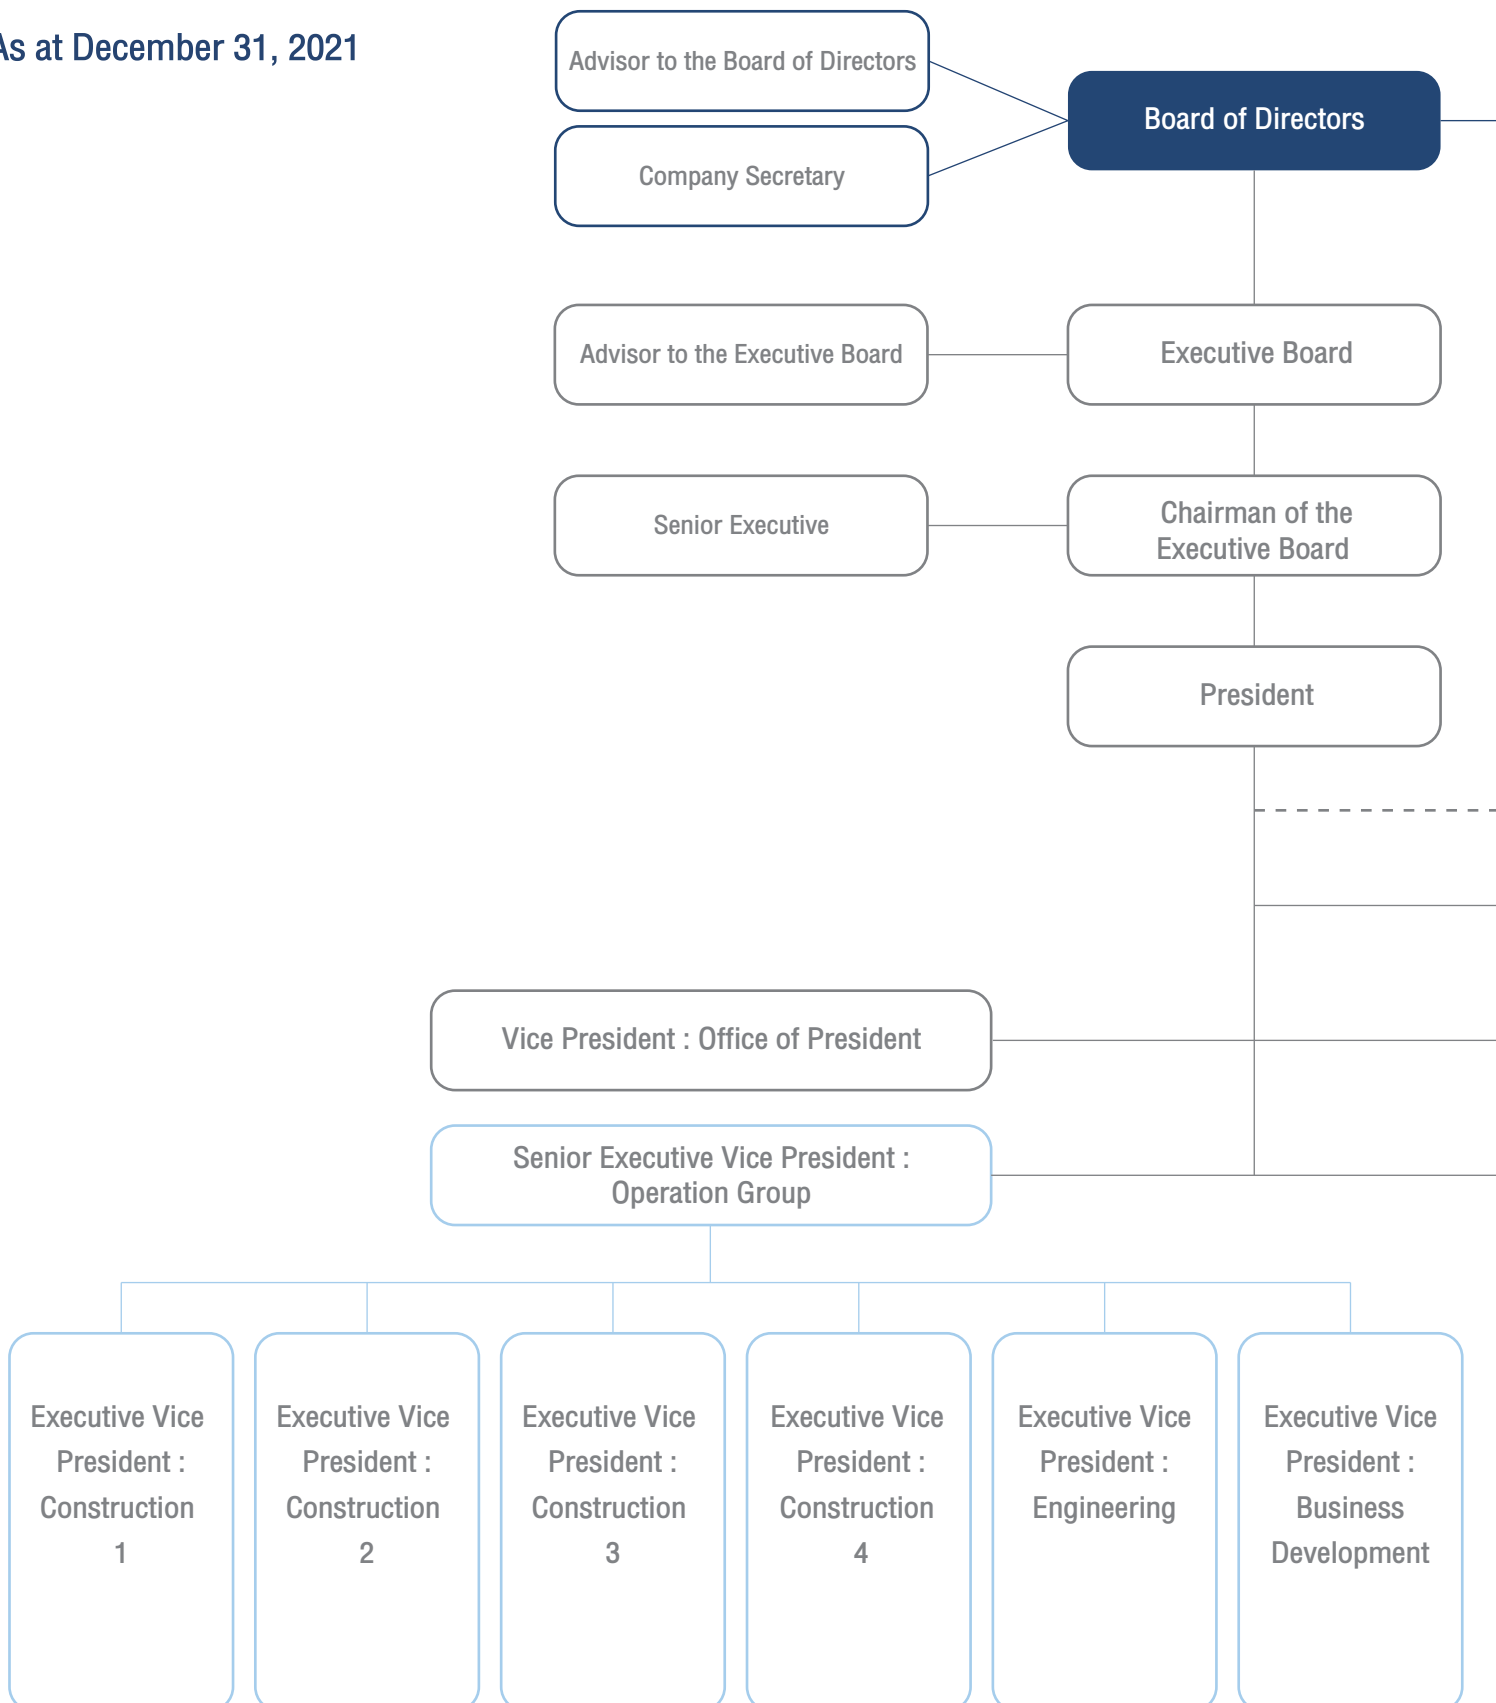 As at December 31, 2021
Advisor to the Board of Directors
Board of Directors
Company Secretary
Advisor to the Executive Board
Executive Board
Senior Executive
Chairman of the
Executive Board
President
Vice President : Office of President
Senior Executive Vice President :
Operation Group
Executive Vice
President :
Construction
1
Executive Vice
President :
Construction
2
Executive Vice
President :
Construction
3
Executive Vice
President :
Construction
4
Executive Vice
President :
Engineering
Executive Vice
President :
Business
Development